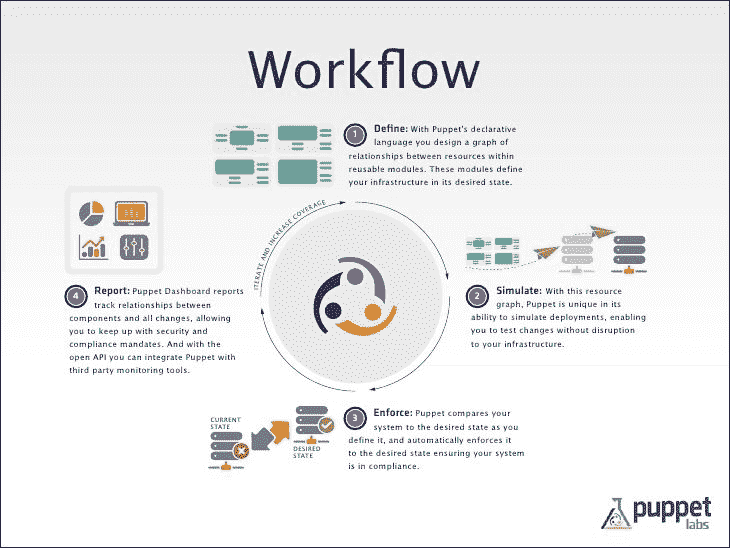 Workflow
1
Define: With Puppet's declarative
language you design a graph of
relationships between resources within
reusable modules. These modules define
your infrastructure in its desired state.
ITERATE AND INCREASE COVERAGE
2
Simulate: With this resource
graph, Puppet is unique in its
ability to simulate deployments, enabling
you to test changes without disruption
to your infrastructure.
3
Enforce: Puppet compares your
system to the desired state as you
define it, and automatically enforces it
to the desired state ensuring your system
is in compliance.
CURRENT
STATE
DESIRED
STATE
4
Report: Puppet Dashboard reports
track relationships between
components and all changes, allowing
you to keep up with security and
compliance mandates. And with the
open API you can integrate Puppet with
third party monitoring tools.
puppet
labs